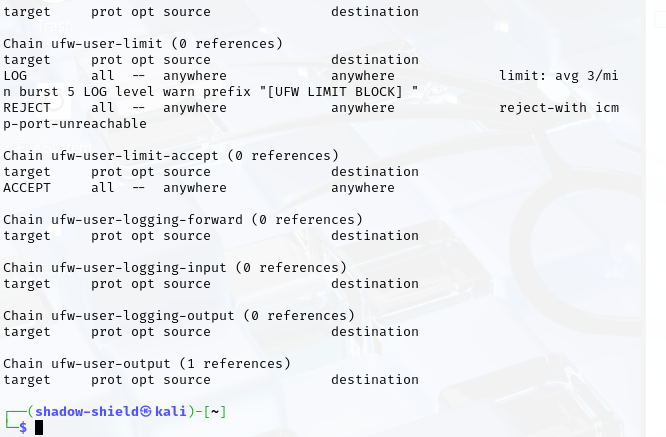 target     prot opt source               destination
Chain ufw-user-limit (0 references)
target     prot opt source               destination
LOG        all  --  anywhere             anywhere             limit: avg 3/mi
n burst 5 LOG level warn prefix "[UFW LIMIT BLOCK] "
REJECT     all  --  anywhere             anywhere             reject-with icm
p-port-unreachable
Chain ufw-user-limit-accept (0 references)
target     prot opt source               destination
ACCEPT     all  --  anywhere             anywhere
Chain ufw-user-logging-forward (0 references)
target     prot opt source               destination
Chain ufw-user-logging-input (0 references)
target     prot opt source               destination
Chain ufw-user-logging-output (0 references)
target     prot opt source               destination
Chain ufw-user-output (1 references)
target     prot opt source               destination
┌──(shadow-shield㉿kali)-[~]
└─$